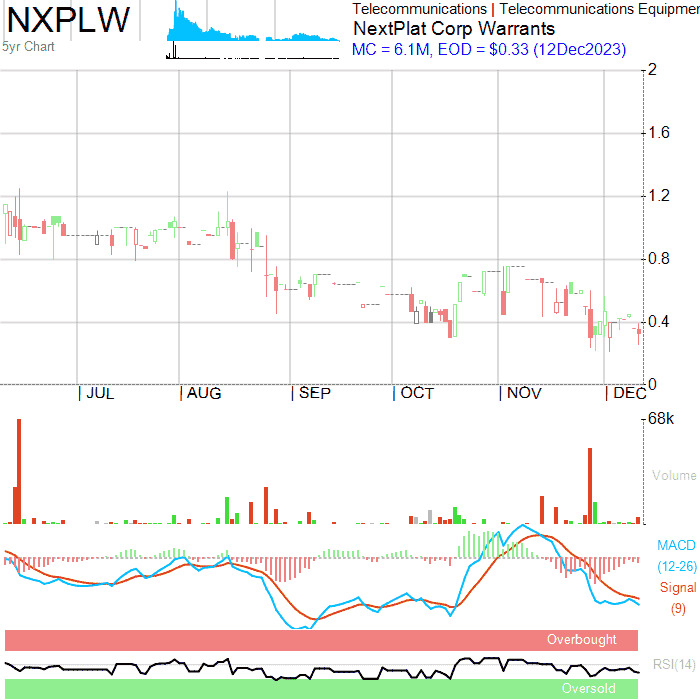 NXPLW
5yr Chart
Telecommunications | Telecommunications Equipmen
NextPlat Corp Warrants
MC = 6.1M, EOD = $0.33 (12Dec2023)
2
1.6
1.2
0.8
0.4
0
| JUL | AUG | SEP | OCT | NOV | DEC
68k
Volume
MACD
(12-26)
Signal
(9)
Overbought
RSI(14)
Oversold